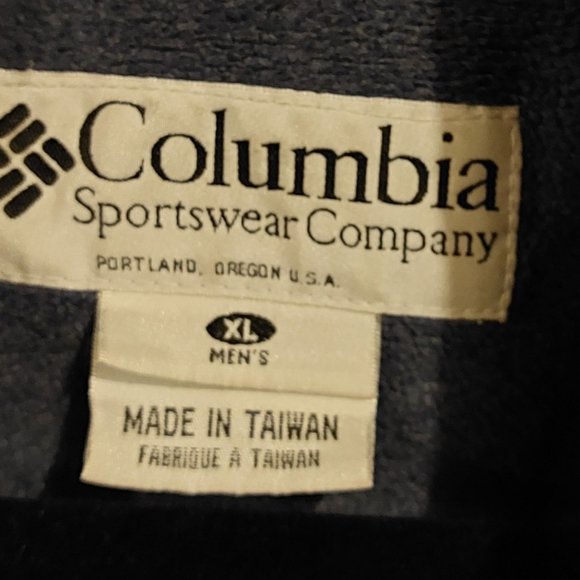 Columbia
Sportswear Company
PORTLAND, OREGON U.S.A.
XL
MEN'S
MADE IN TAIWAN
FABRIQUE A TAIWAN